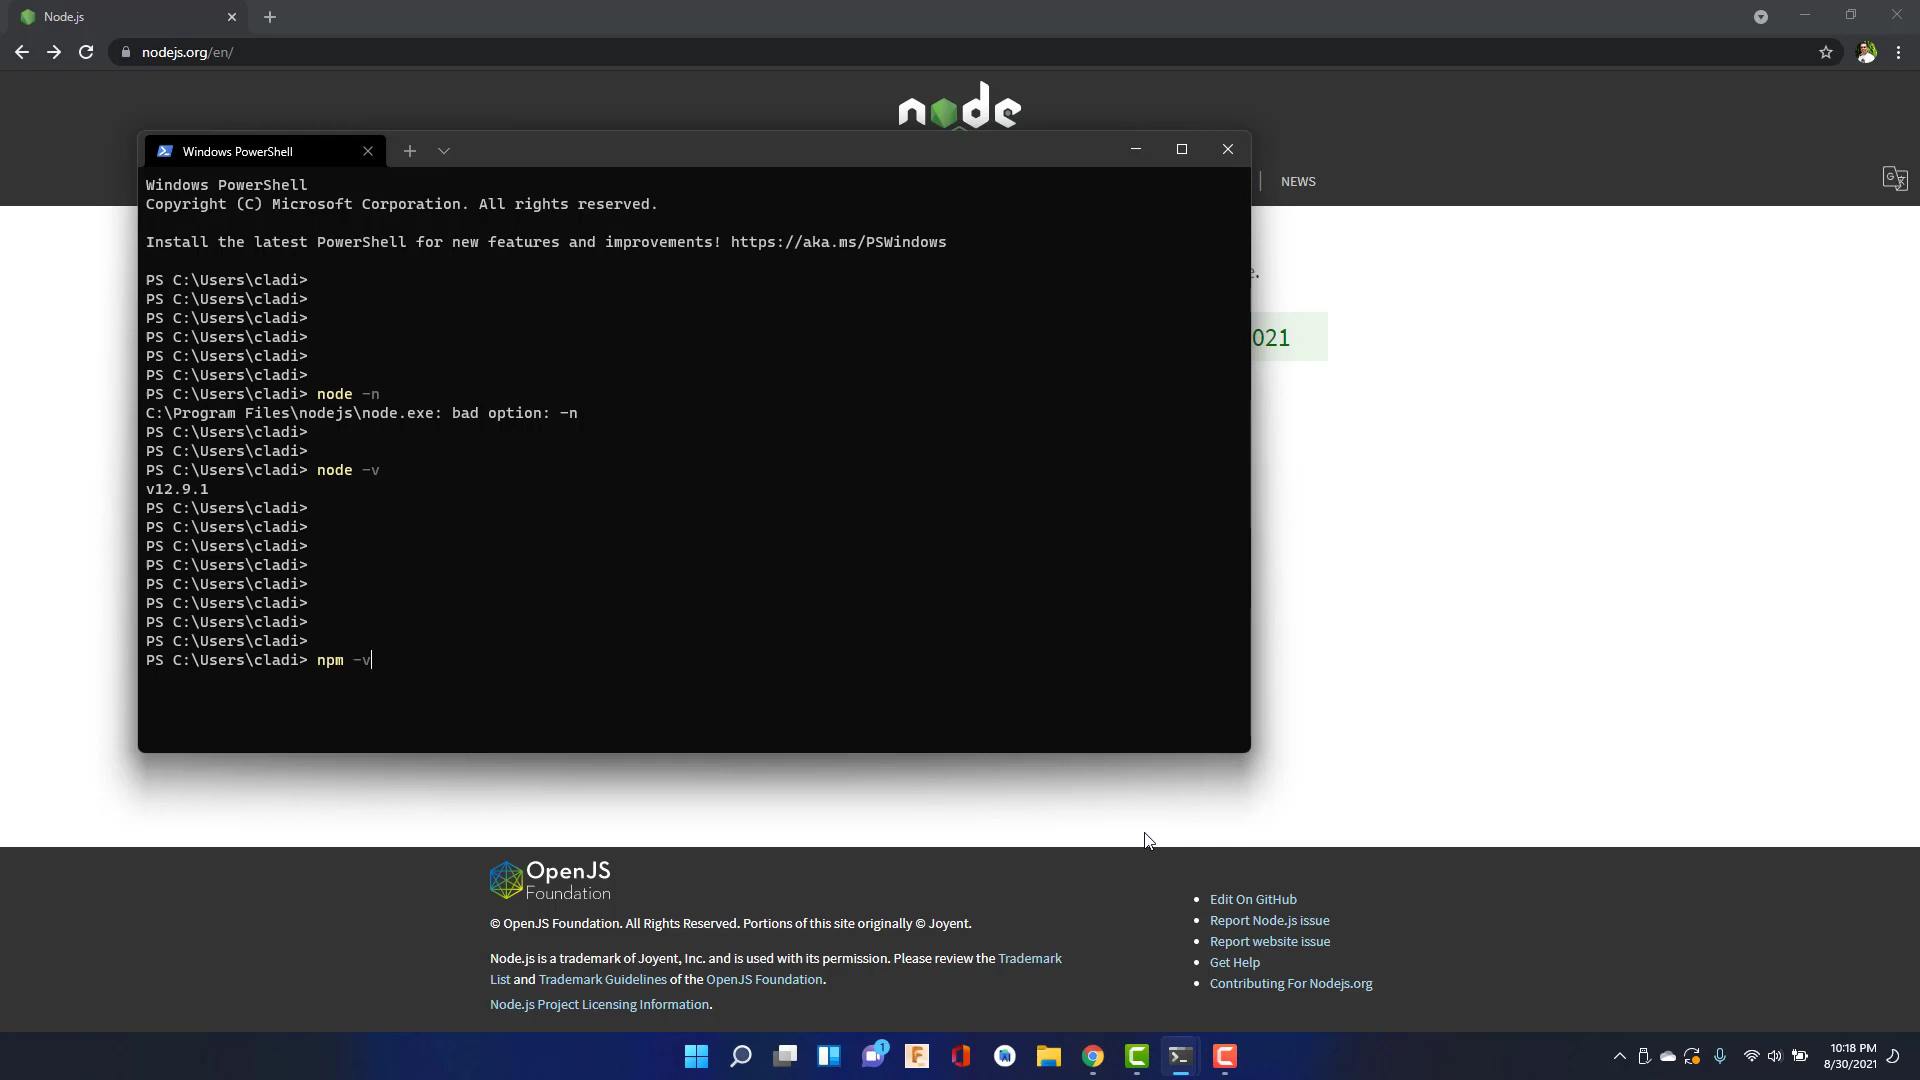 Node.js
nodejs.org/en/
node
Windows PowerShell
NEWS
Windows PowerShell
Copyright (C) Microsoft Corporation. All rights reserved.
Install the latest PowerShell for new features and improvements! https://aka.ms/PSWindows
e.
PS C:\Users\cladi>
PS C:\Users\cladi>
PS C:\Users\cladi>
PS C:\Users\cladi>
021
PS C:\Users\cladi>
PS C:\Users\cladi>
PS C:\Users\cladi> node -n
C:\Program Files\nodejs\node.exe: bad option: -n
PS C:\Users\cladi>
PS C:\Users\cladi>
PS C:\Users\cladi> node -v
v12.9.1
PS C:\Users\cladi>
PS C:\Users\cladi>
PS C:\Users\cladi>
PS C:\Users\cladi>
PS C:\Users\cladi>
PS C:\Users\cladi>
PS C:\Users\cladi>
PS C:\Users\cladi>
PS C:\Users\cladi> npm -v
OpenJS
Foundation
© OpenJS Foundation. All Rights Reserved. Portions of this site originally © Joyent.
Node.js is a trademark of Joyent, Inc. and is used with its permission. Please review the Trademark
List and Trademark Guidelines of the OpenJS Foundation.
Node.js Project Licensing Information.
Edit On GitHub
Report Node.js issue
Report website issue
Get Help
Contributing For Nodejs.org
1
10:18 PM
8/30/2021